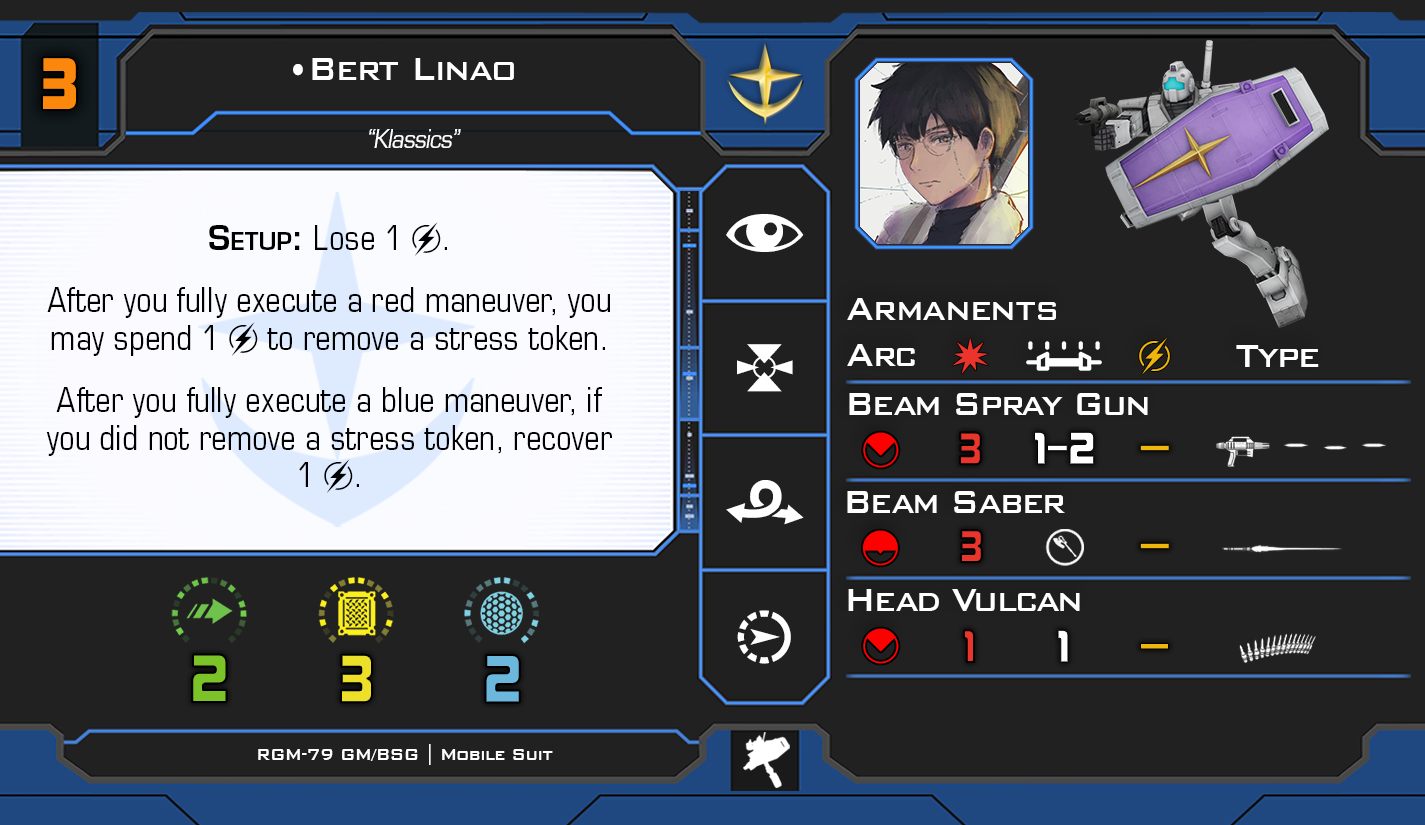 3
•Bert Linao
"Klassics"
Setup: Lose 1 .
After you fully execute a red maneuver, you
may spend 1 to remove a stress token.
After you fully execute a blue maneuver, if
you did not remove a stress token, recover
1 .
2 3 2
RGM-79 GM/BSG | Mobile Suit
Armanents
Arc Type
Beam Spray Gun
3 1-2 –
Beam Saber
3 –
Head Vulcan
1 1 –